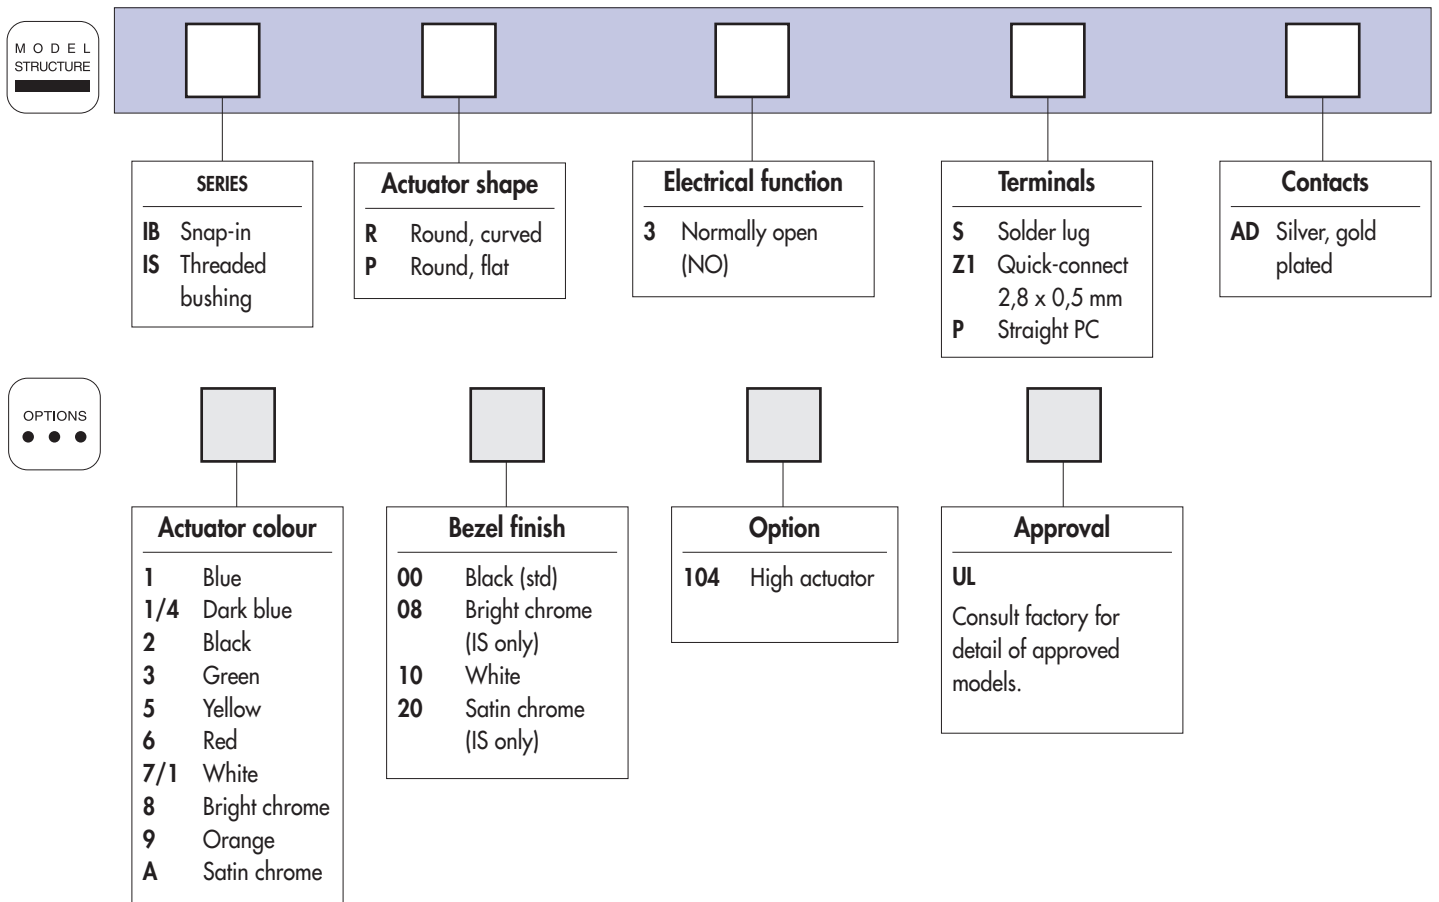 MODEL
STRUCTURE
SERIES
IB Snap-in
IS Threaded
bushing
Actuator shape
R Round, curved
P Round, flat
Electrical function
3 Normally open
(NO)
Terminals
S Solder lug
Z1 Quick-connect
2,8 x 0,5 mm
P Straight PC
Contacts
AD Silver, gold
plated
OPTIONS
Actuator colour
1 Blue
1/4 Dark blue
2 Black
3 Green
5 Yellow
6 Red
7/1 White
8 Bright chrome
9 Orange
A Satin chrome
Bezel finish
00 Black (std)
08 Bright chrome
(IS only)
10 White
20 Satin chrome
(IS only)
Option
104 High actuator
Approval
UL
Consult factory for
detail of approved
models.